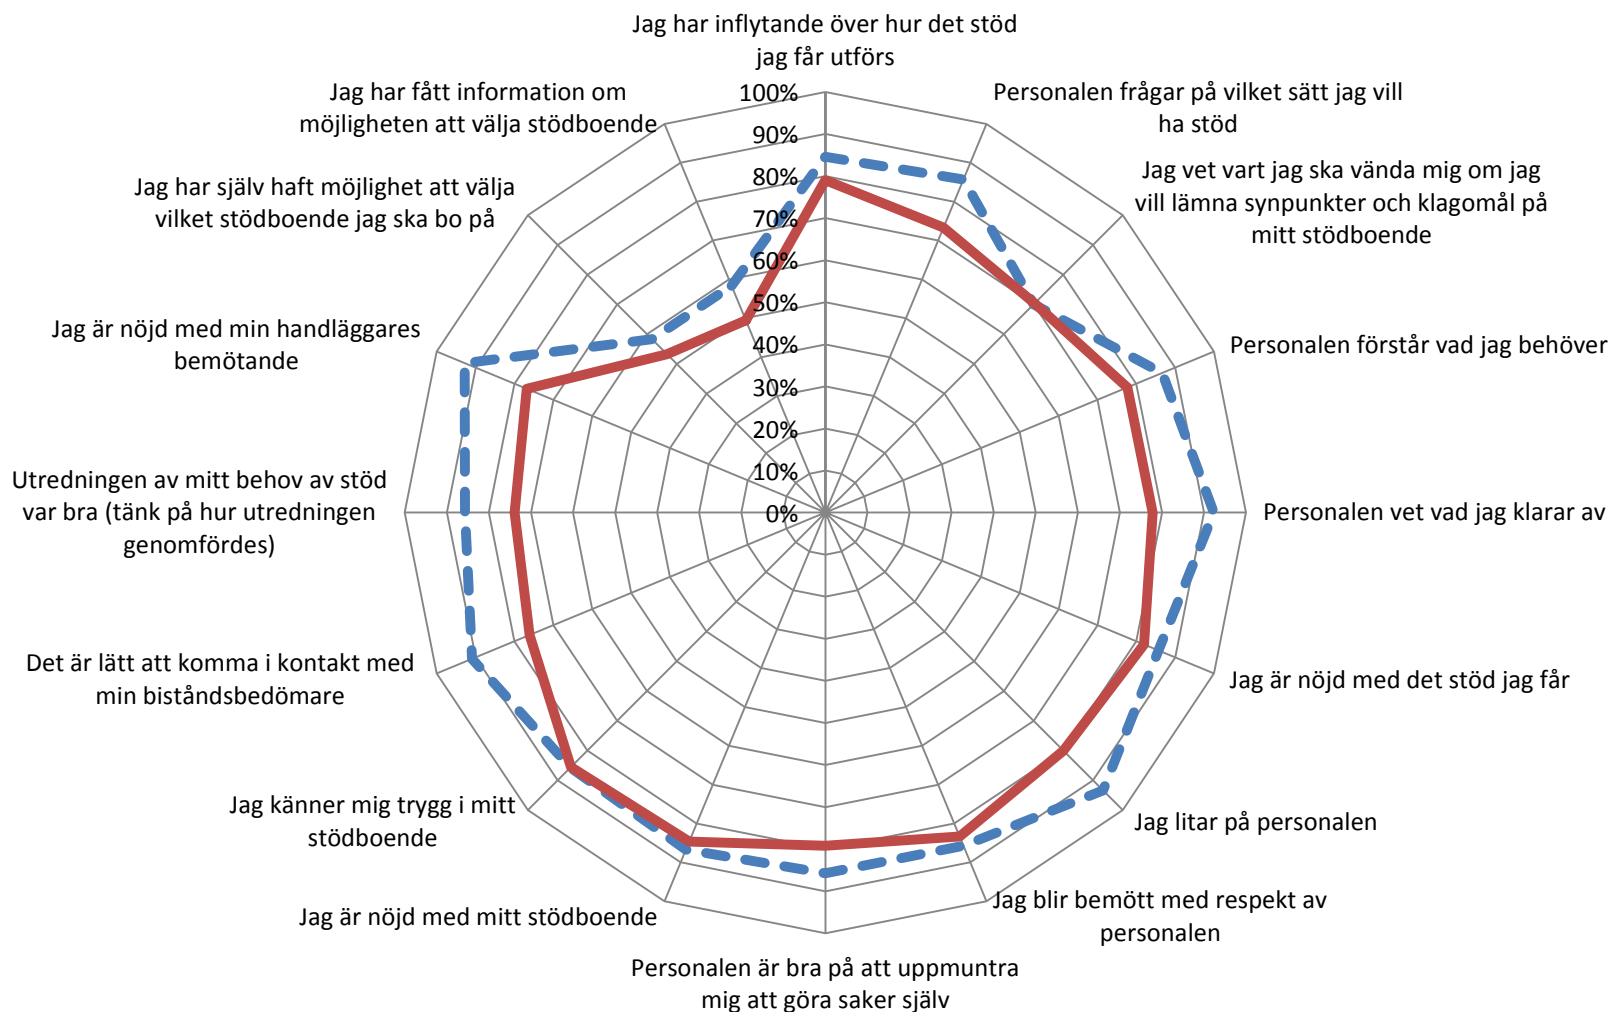 Jag har inflytande över hur det stöd
jag får utförs
Personalen frågar på vilket sätt jag vill
ha stöd
Jag vet vart jag ska vända mig om jag
vill lämna synpunkter och klagomål på
mitt stödboende
Personalen förstår vad jag behöver
Personalen vet vad jag klarar av
Jag är nöjd med det stöd jag får
Jag litar på personalen
Jag blir bemött med respekt av
personalen
Personalen är bra på att uppmuntra
mig att göra saker själv
Jag är nöjd med mitt stödboende
Jag känner mig trygg i mitt
stödboende
Det är lätt att komma i kontakt med
min biståndsbedömare
Utredningen av mitt behov av stöd
var bra (tänk på hur utredningen
genomfördes)
Jag är nöjd med min handläggares
bemötande
Jag har själv haft möjlighet att välja
vilket stödboende jag ska bo på
Jag har fått information om
möjligheten att välja stödboende
100%
90%
80%
70%
60%
50%
40%
30%
20%
10%
0%